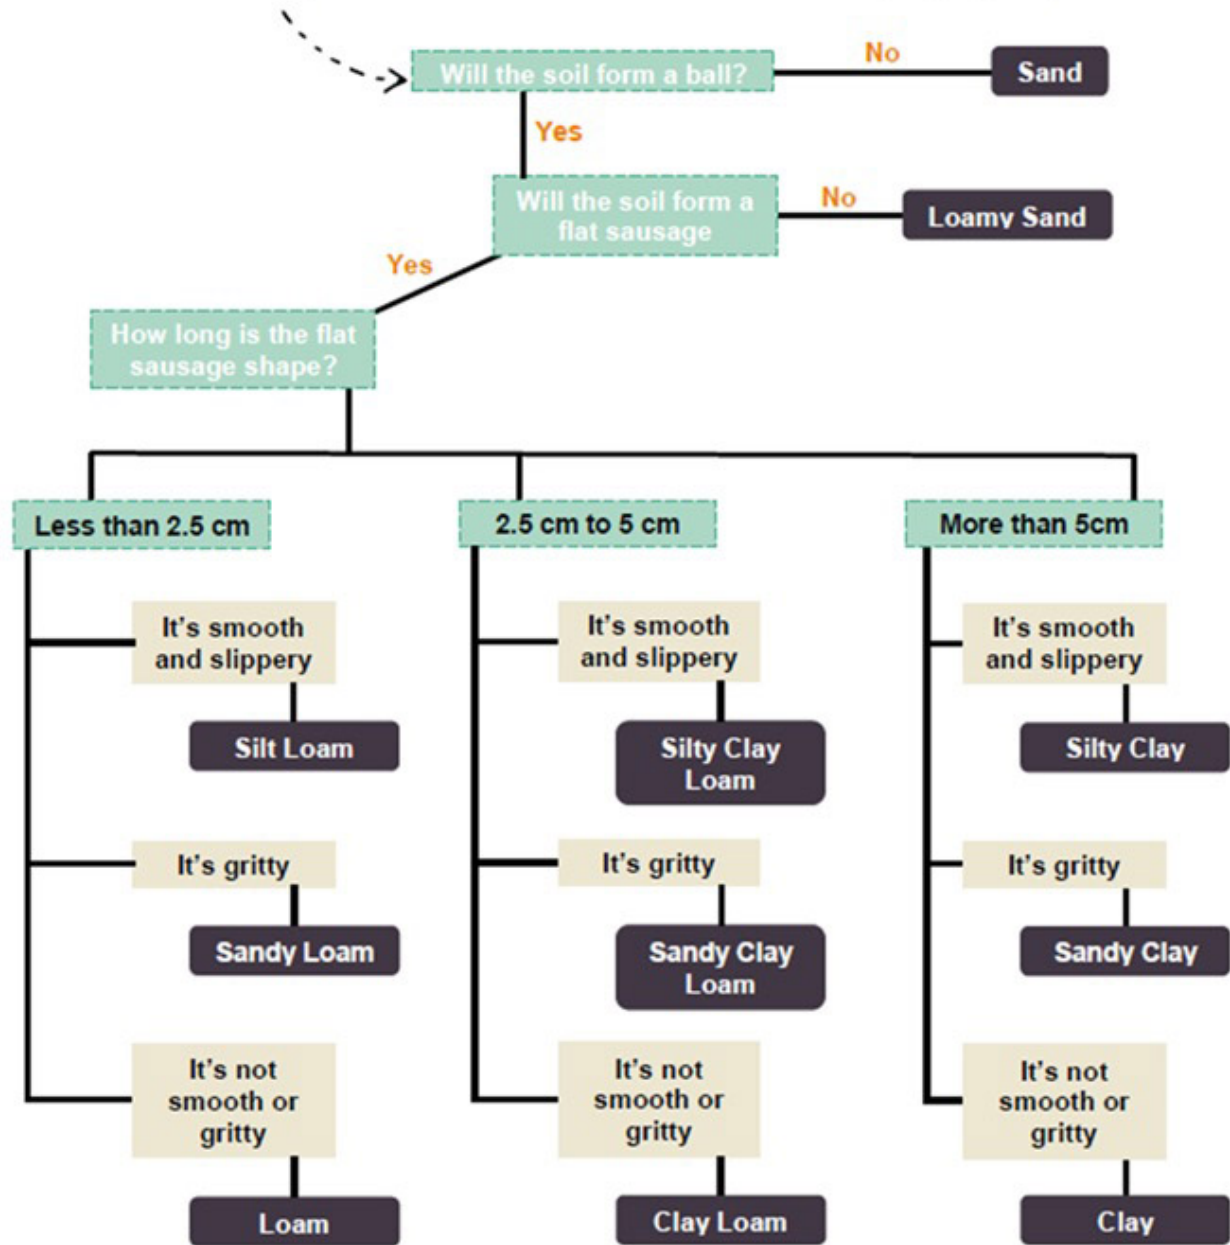 Will the soil form a ball?
No
Sand
Yes
Will the soil form a
flat sausage
No
Loamy Sand
Yes
How long is the flat
sausage shape?
Less than 2.5 cm
It's smooth
and slippery
Silt Loam
It's gritty
Sandy Loam
It's not
smooth or
gritty
Loam
2.5 cm to 5 cm
It's smooth
and slippery
Silty Clay
Loam
It's gritty
Sandy Clay
Loam
It's not
smooth or
gritty
Clay Loam
More than 5cm
It's smooth
and slippery
Silty Clay
It's gritty
Sandy Clay
It's not
smooth or
gritty
Clay